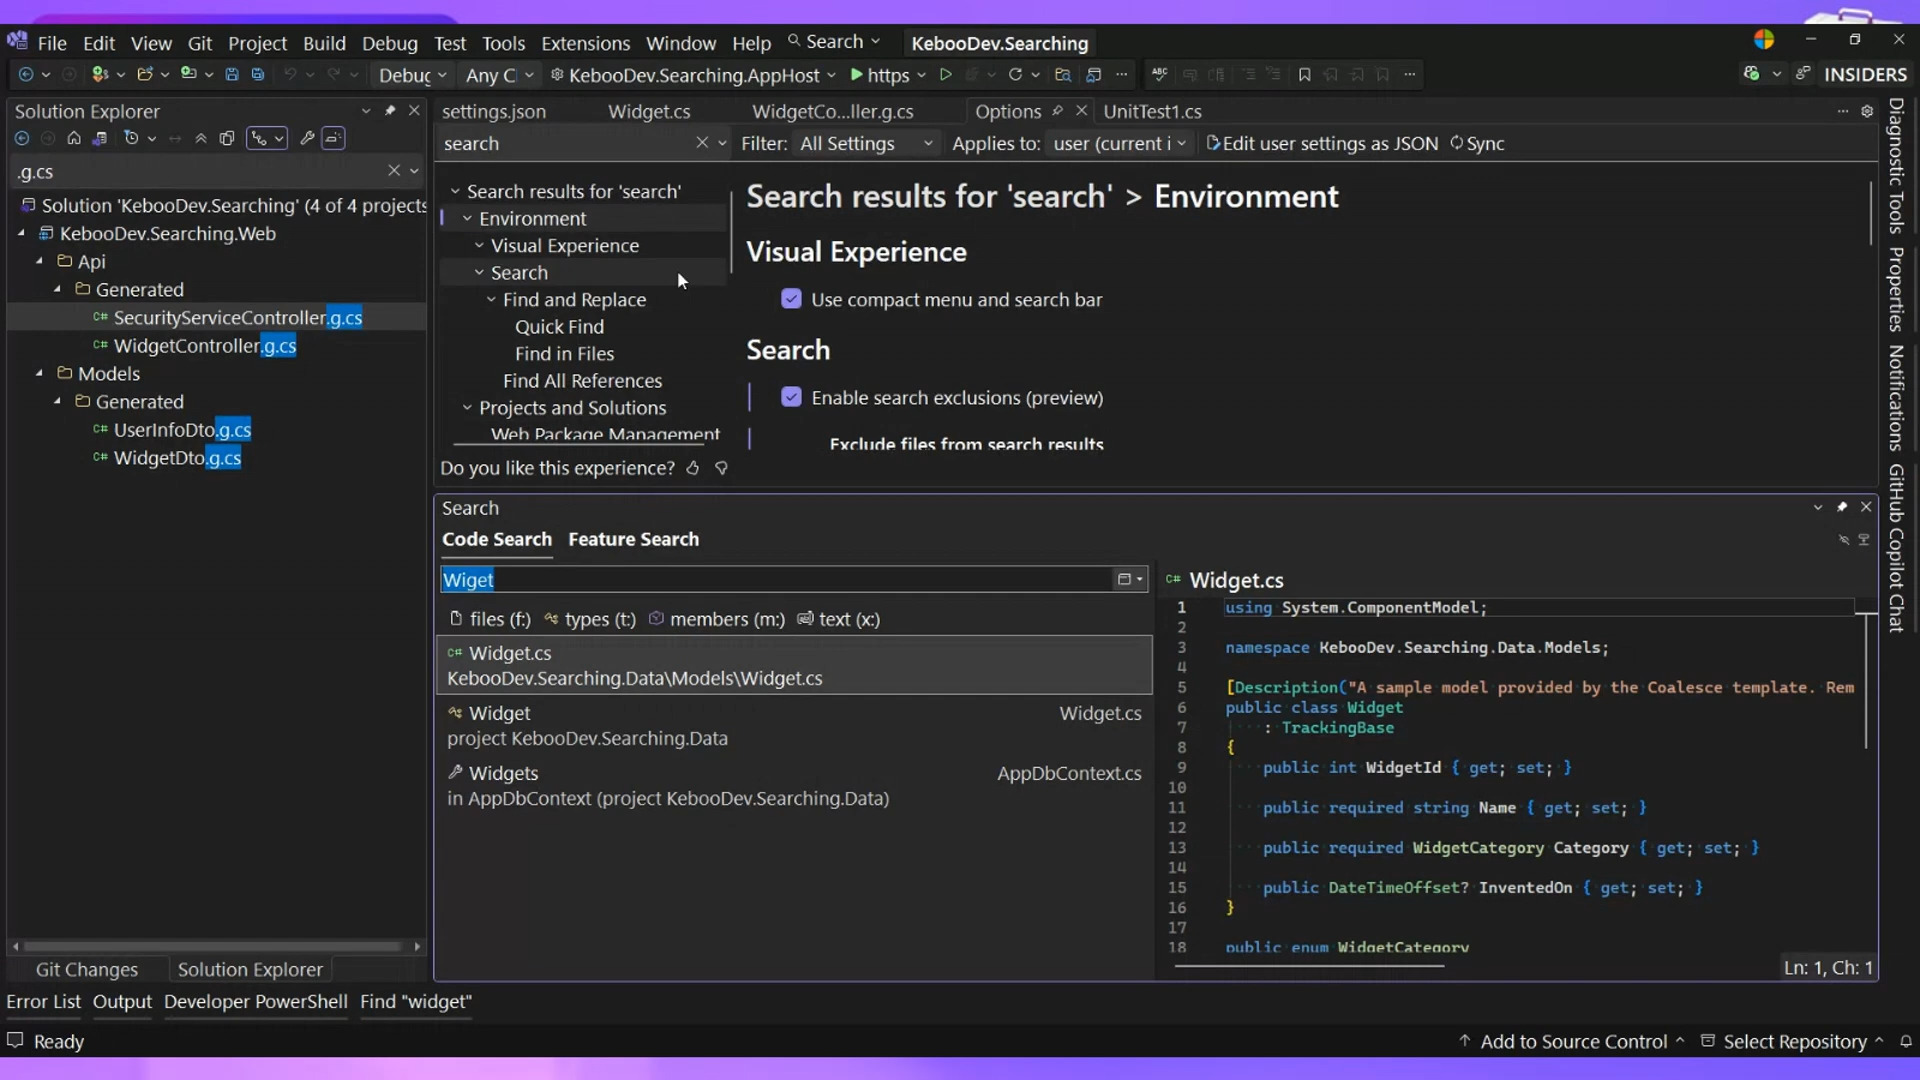 File Edit View Git Project Build Debug Test Tools Extensions Window Help Search KebooDev.Searching
Debug Any C KebooDev.Searching.AppHost https INSIDERS
Solution Explorer
.g.cs
Solution 'KebooDev.Searching' (4 of 4 projects
KebooDev.Searching.Web
Api
Generated
SecurityServiceController.g.cs
WidgetController.g.cs
Models
Generated
UserInfoDto.g.cs
WidgetDto.g.cs
Git Changes Solution Explorer
settings.json Widget.cs WidgetCo...ller.g.cs Options UnitTest1.cs
search Filter: All Settings Applies to: user (current i Edit user settings as JSON Sync
Search results for 'search'
Environment
Visual Experience
Search
Find and Replace
Quick Find
Find in Files
Find All References
Projects and Solutions
Web Package Management
Do you like this experience?
Search results for 'search' > Environment
Visual Experience
Use compact menu and search bar
Search
Enable search exclusions (preview)
Exclude files from search results
Search
Code Search Feature Search
Wiget
files (f:) types (t:) members (m:) text (x:)
C# Widget.cs
KebooDev.Searching.Data\Models\Widget.cs
Widget Widget.cs
project KebooDev.Searching.Data
Widgets AppDbContext.cs
in AppDbContext (project KebooDev.Searching.Data)
C# Widget.cs
1 using System.ComponentModel;
2
3 namespace KebooDev.Searching.Data.Models;
4
5 [Description("A sample model provided by the Coalesce template. Rem
6 public class Widget
7 : TrackingBase
8 {
9 public int WidgetId { get; set; }
10
11 public required string Name { get; set; }
12
13 public required WidgetCategory Category { get; set; }
14
15 public DateTimeOffset? InventedOn { get; set; }
16 }
17
18 public enum WidgetCategory
Ln: 1, Ch: 1
Diagnostic Tools
Properties
Notifications
GitHub Copilot Chat
Error List Output Developer PowerShell Find "widget"
Ready Add to Source Control Select Repository